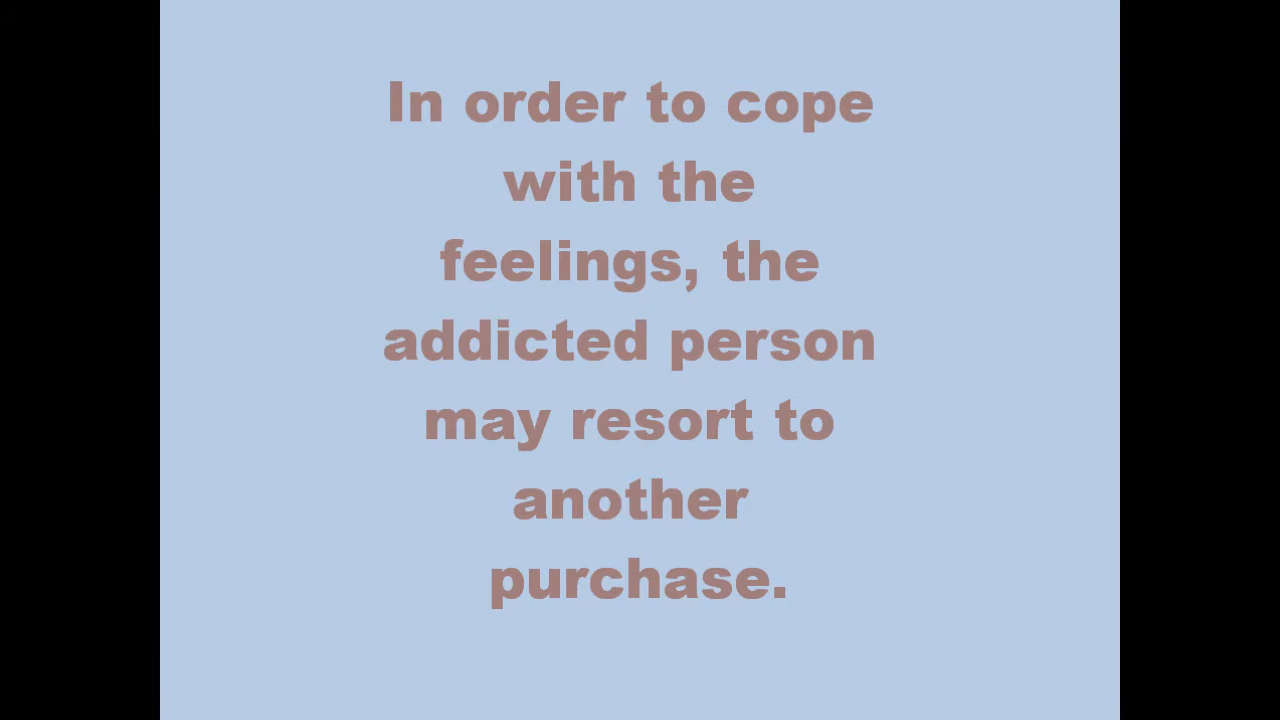 In order to cope
with the
feelings, the
addicted person
may resort to
another
purchase.